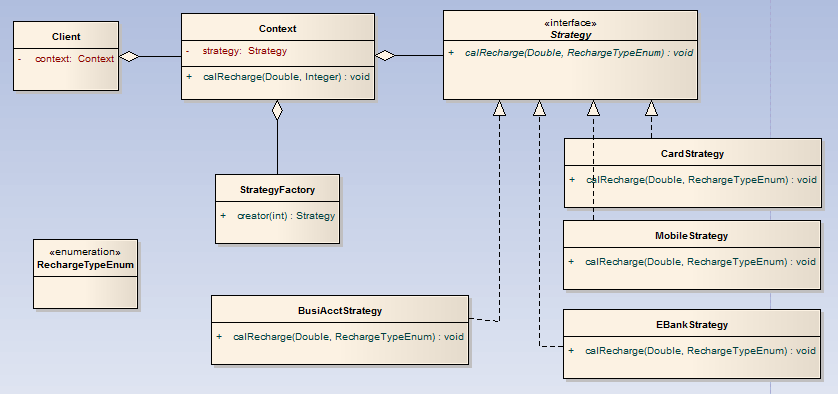 Client
- context: Context
Context
- strategy: Strategy
+ calRecharge(Double, Integer) : void
«interface»
Strategy
+ calRecharge(Double, RechargeTypeEnum) : void
CardStrategy
+ calRecharge(Double, RechargeTypeEnum) : void
StrategyFactory
+ creator(int) : Strategy
MobileStrategy
+ calRecharge(Double, RechargeTypeEnum) : void
«enumeration»
RechargeTypeEnum
BusiAcctStrategy
+ calRecharge(Double, RechargeTypeEnum) : void
EBankStrategy
+ calRecharge(Double, RechargeTypeEnum) : void